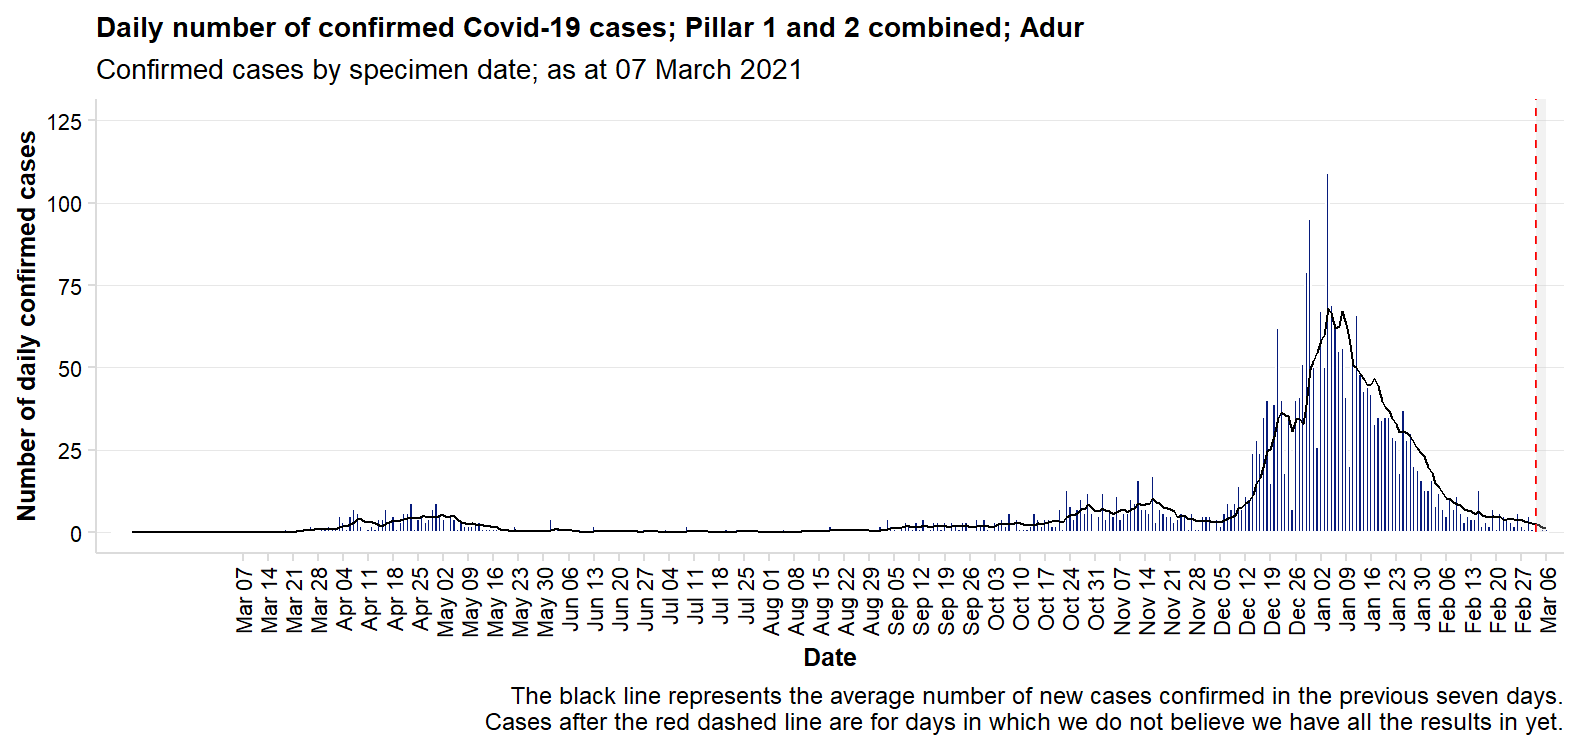 Daily number of confirmed Covid-19 cases; Pillar 1 and 2 combined; Adur
Confirmed cases by specimen date; as at 07 March 2021
Number of daily confirmed cases
125
100
75
50
25
0
Mar 07
Mar 14
Mar 21
Mar 28
Apr 04
Apr 11
Apr 18
Apr 25
May 02
May 09
May 16
May 23
May 30
Jun 06
Jun 13
Jun 20
Jun 27
Jul 04
Jul 11
Jul 18
Jul 25
Aug 01
Aug 08
Aug 15
Aug 22
Aug 29
Sep 05
Sep 12
Sep 19
Sep 26
Oct 03
Oct 10
Oct 17
Oct 24
Oct 31
Nov 07
Nov 14
Nov 21
Nov 28
Dec 05
Dec 12
Dec 19
Dec 26
Jan 02
Jan 09
Jan 16
Jan 23
Jan 30
Feb 06
Feb 13
Feb 20
Feb 27
Mar 06
Date
The black line represents the average number of new cases confirmed in the previous seven days.
Cases after the red dashed line are for days in which we do not believe we have all the results in yet.